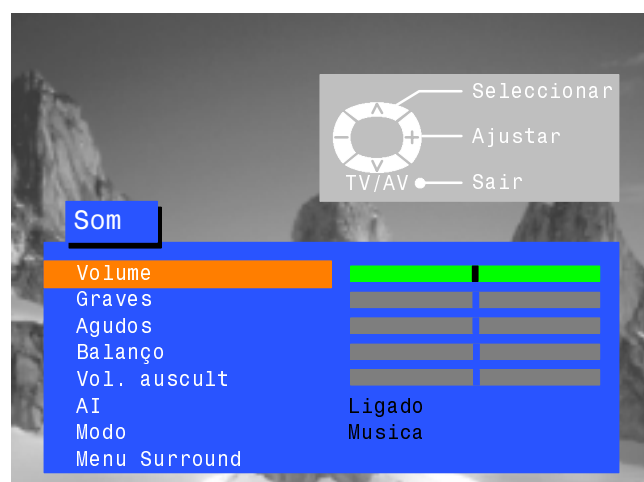 Seleccionar
Ajustar
TV/AV Sair
Som
Volume
Graves
Agudos
Balanço
Vol. auscult
AI Ligado
Modo Musica
Menu Surround